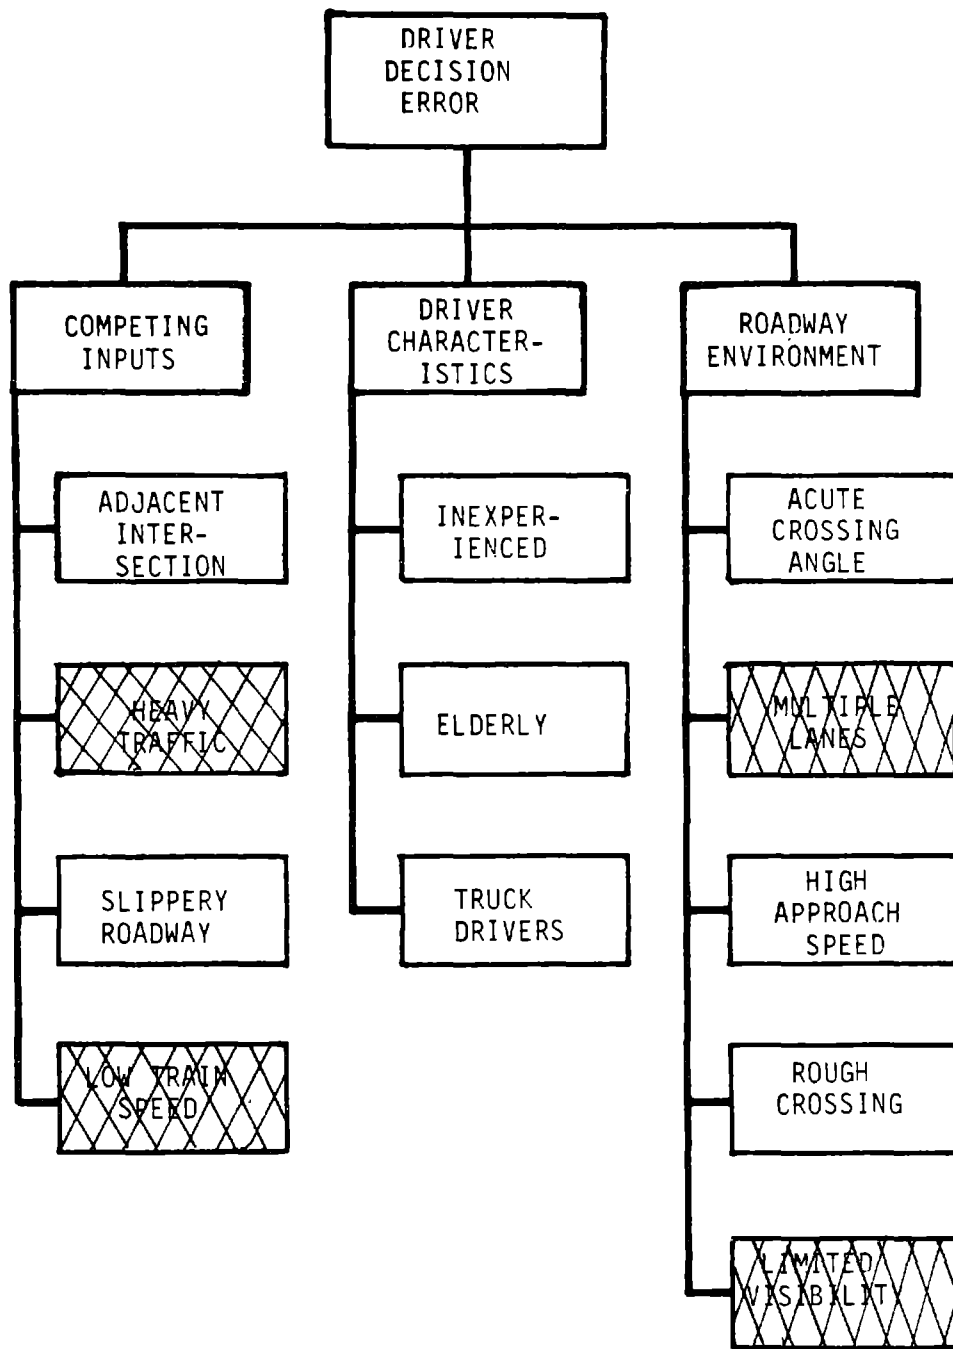 DRIVER
DECISION
ERROR
COMPETING
INPUTS
DRIVER
CHARACTER-
ISTICS
ROADWAY
ENVIRONMENT
ADJACENT
INTER-
SECTION
INEXPER-
IENCED
ACUTE
CROSSING
ANGLE
HEAVY
TRAFFIC
ELDERLY
MULTIPLE
LANES
SLIPPERY
ROADWAY
TRUCK
DRIVERS
HIGH
APPROACH
SPEED
LOW TRAIN
SPEED
ROUGH
CROSSING
LIMITED
VISIBILIT